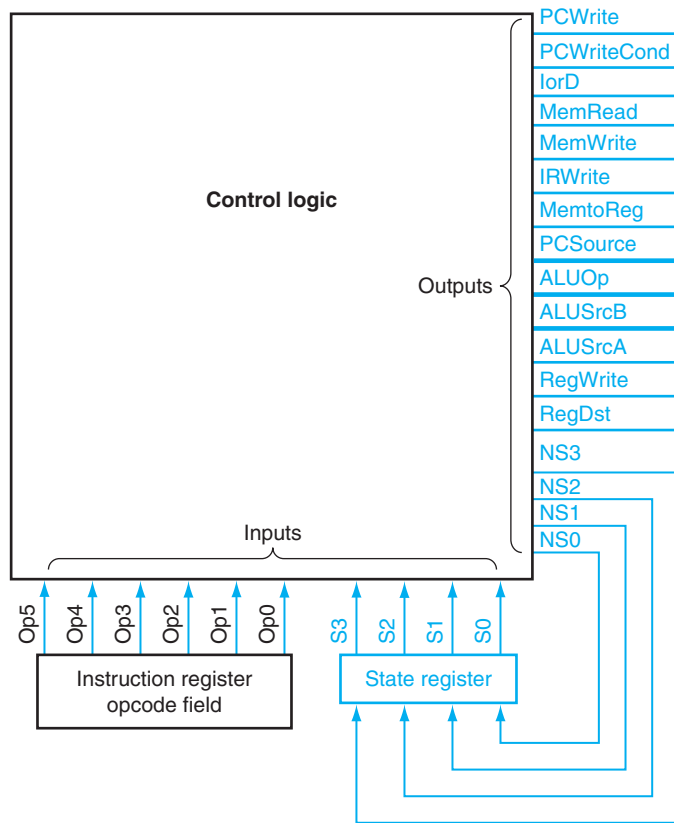 PCWrite
PCWriteCond
IorD
MemRead
MemWrite
IRWrite
Control logic
MemtoReg
PCSource
Outputs
ALUOp
ALUSrcB
ALUSrcA
RegWrite
RegDst
NS3
NS2
NS1
NS0
Inputs
Op5
Op4
Op3
Op2
Op1
Op0
S3
S2
S1
S0
Instruction register
opcode field
State register